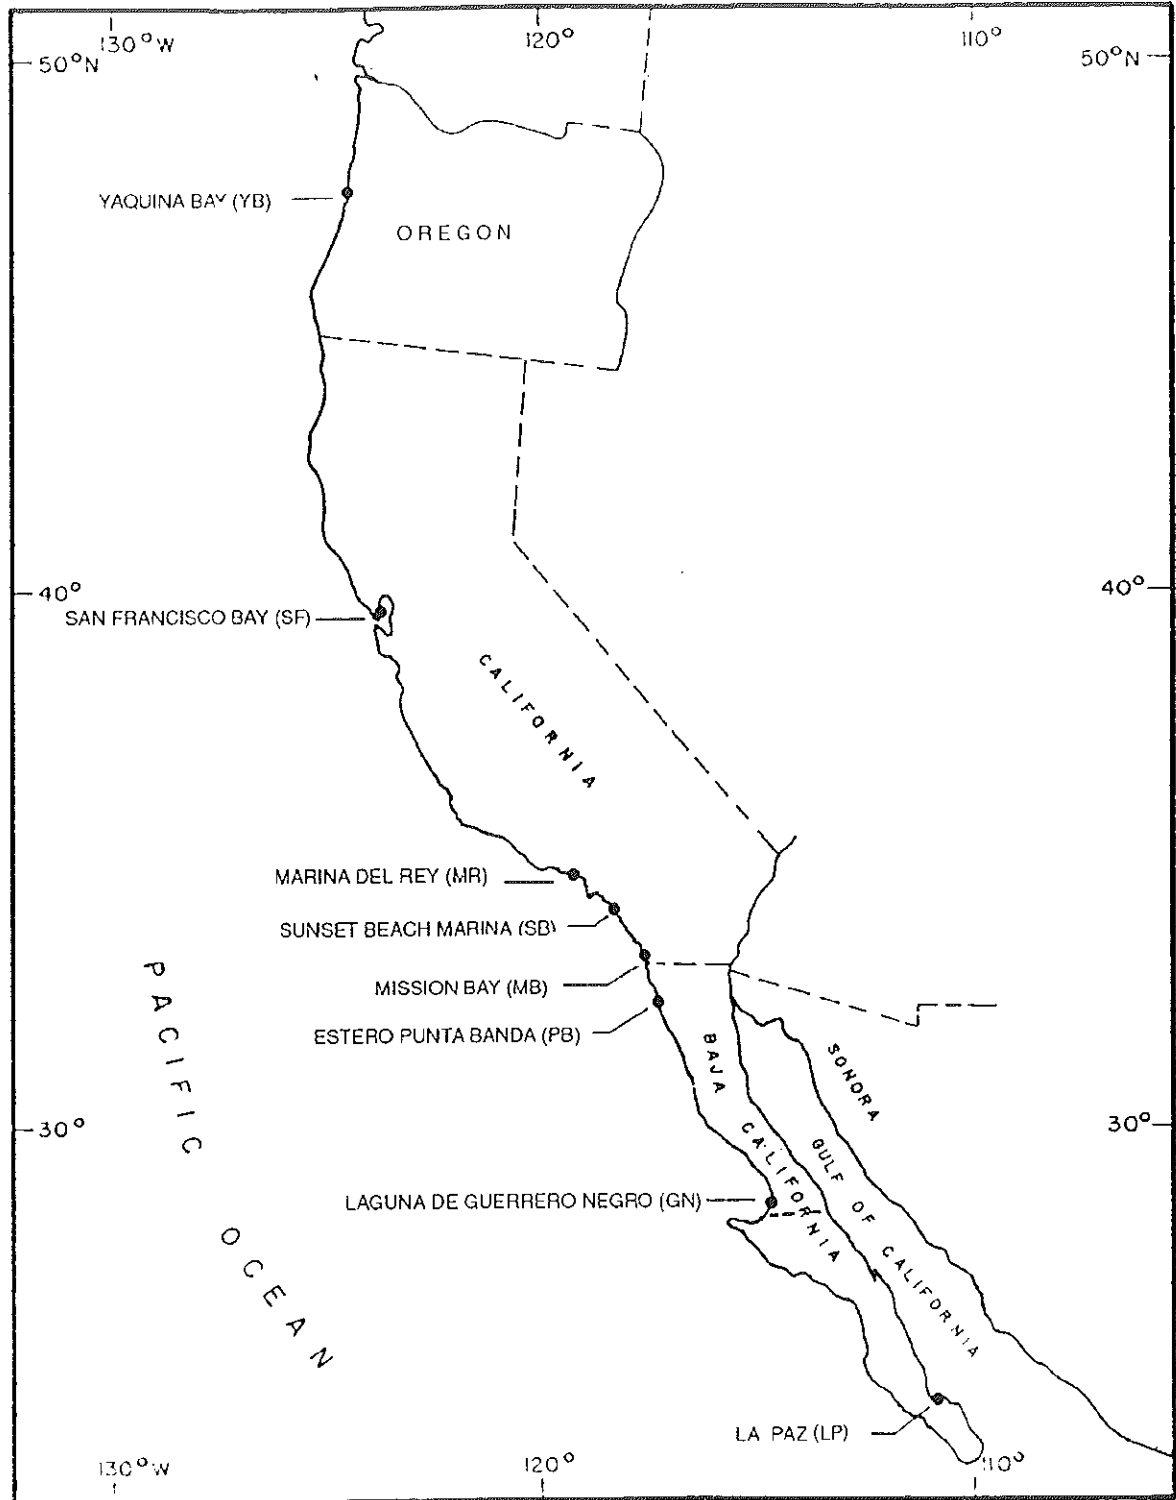 130°W
120°
110°
50°N
50°N
YAQUINA BAY (YB)
OREGON
40°
40°
SAN FRANCISCO BAY (SF)
CALIFORNIA
MARINA DEL REY (MR)
SUNSET BEACH MARINA (SB)
MISSION BAY (MB)
ESTERO PUNTA BANDA (PB)
PACIFIC OCEAN
BAJA CALIFORNIA
SONORA
GULF OF CALIFORNIA
30°
30°
LAGUNA DE GUERRERO NEGRO (GN)
LA PAZ (LP)
130°W
120°
110°